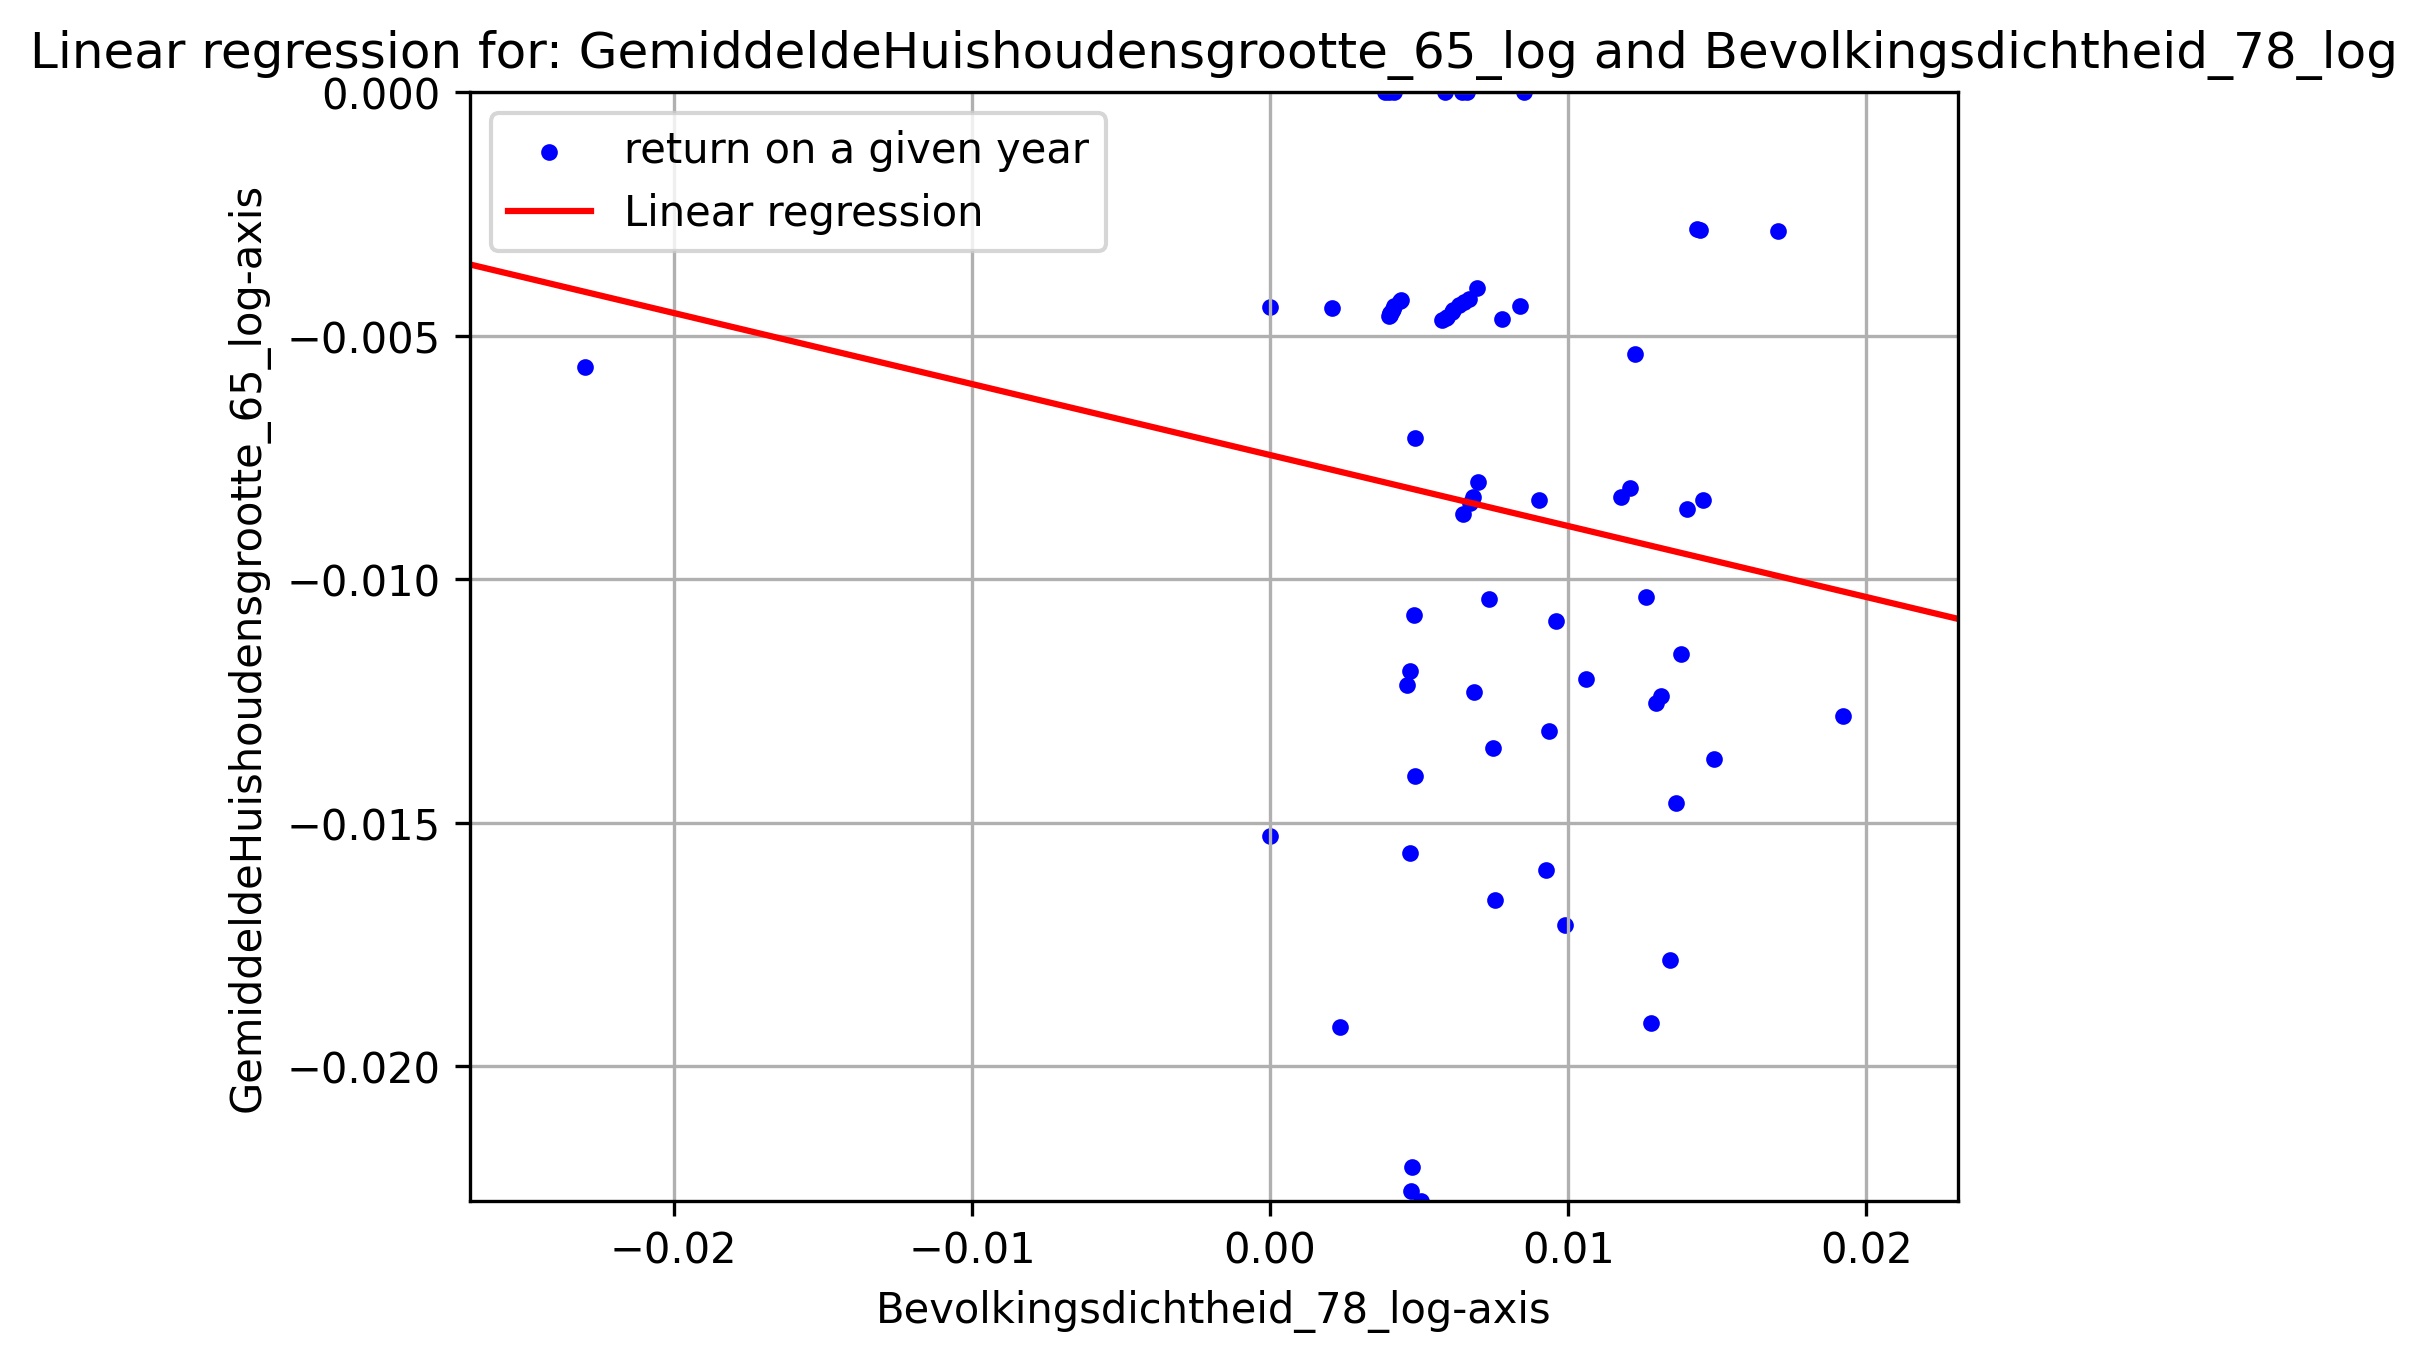 Linear regression for: GemiddeldeHuishoudensgrootte_65_log and Bevolkingsdichtheid_78_log
return on a given year
Linear regression
GemiddeldeHuishoudensgrootte_65_log-axis
0.000
−0.005
−0.010
−0.015
−0.020
−0.02
−0.01
0.00
0.01
0.02
Bevolkingsdichtheid_78_log-axis